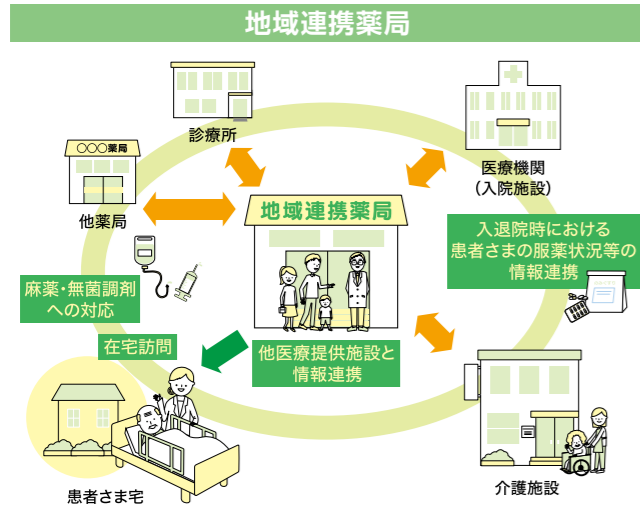 地域連携薬局
診療所
医療機関
(入院施設)
○○○薬局
他薬局
地域連携薬局
入退院時における
患者さまの服薬状況等の
情報連携
麻薬・無菌調剤
への対応
在宅訪問
他医療提供施設と
情報連携
患者さま宅
介護施設